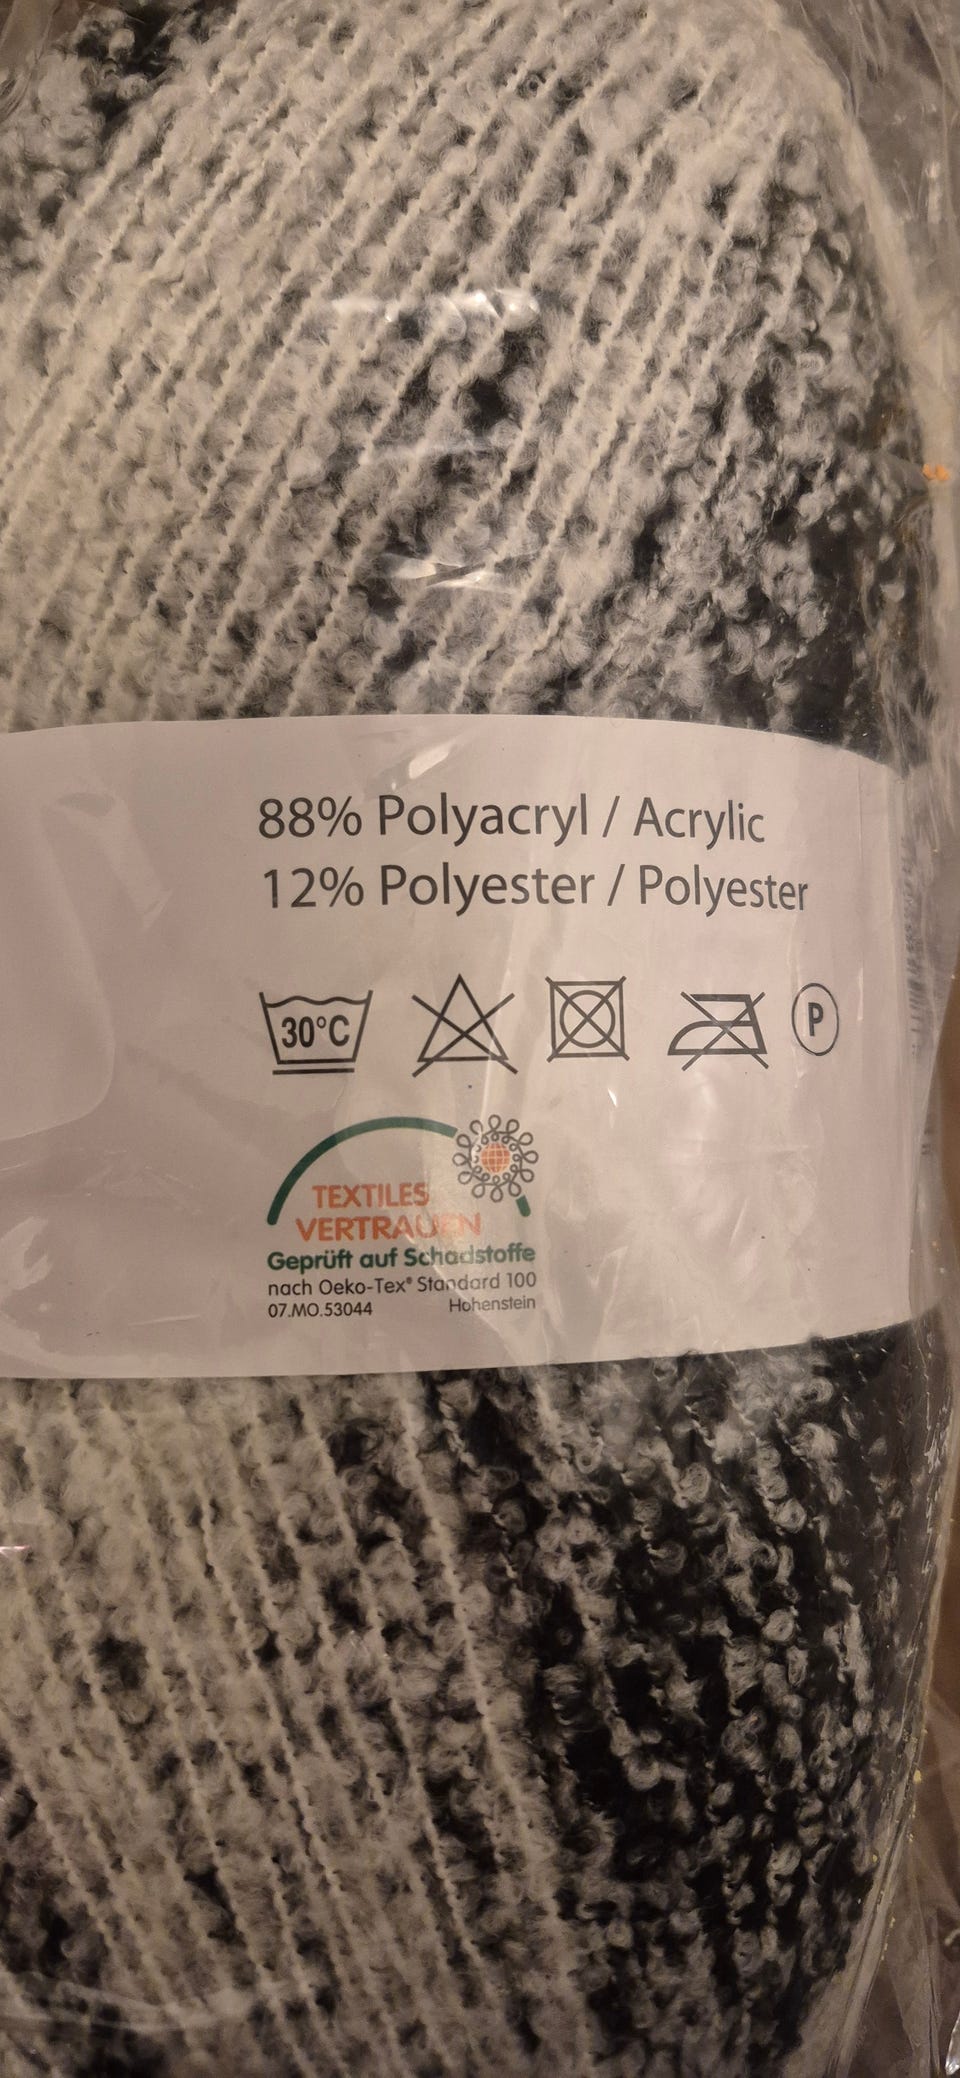 88% Polyacryl / Acrylic
12% Polyester / Polyester
30°C
P
TEXTILES
VERTRAUEN
Geprüft auf Schadstoffe
nach Oeko-Tex® Standard 100
07.MO.53044 Hohenstein